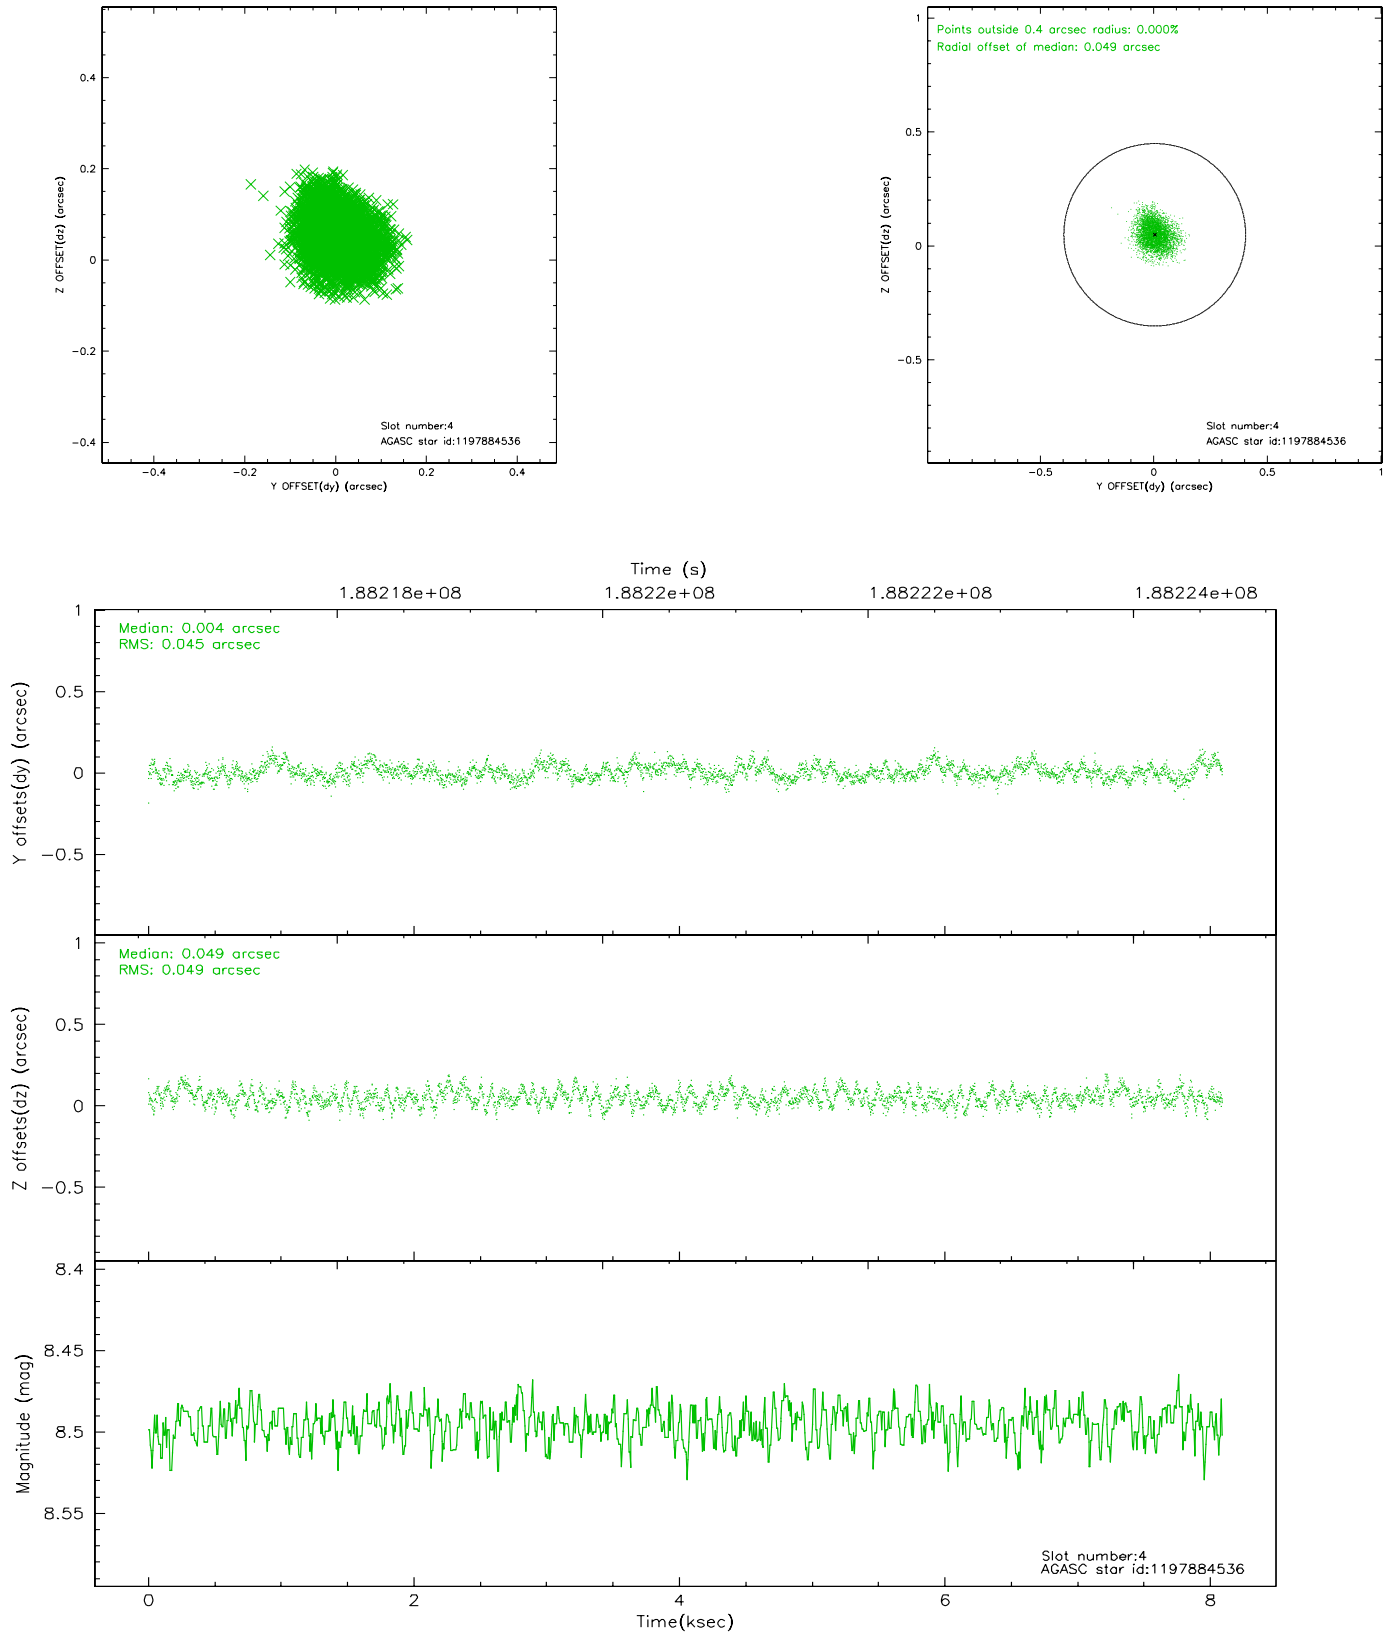 0.4
0.2
0
−0.2
−0.4
Z OFFSET(dz) (arcsec)
Slot number:4
AGASC star id:1197884536
−0.4 −0.2 0 0.2 0.4
Y OFFSET(dy) (arcsec)
Points outside 0.4 arcsec radius: 0.000%
Radial offset of median: 0.049 arcsec
1
0.5
0
−0.5
Z OFFSET(dz) (arcsec)
Slot number:4
AGASC star id:1197884536
−0.5 0 0.5 1
Y OFFSET(dy) (arcsec)
Time (s)
1.88218e+08 1.8822e+08 1.88222e+08 1.88224e+08
Median: 0.004 arcsec
RMS: 0.045 arcsec
1
0.5
0
−0.5
Y offsets(dy) (arcsec)
Median: 0.049 arcsec
RMS: 0.049 arcsec
1
0.5
0
−0.5
Z offsets(dz) (arcsec)
8.4
8.45
8.5
8.55
Magnitude (mag)
Slot number:4
AGASC star id:1197884536
0 2 4 6 8
Time(ksec)